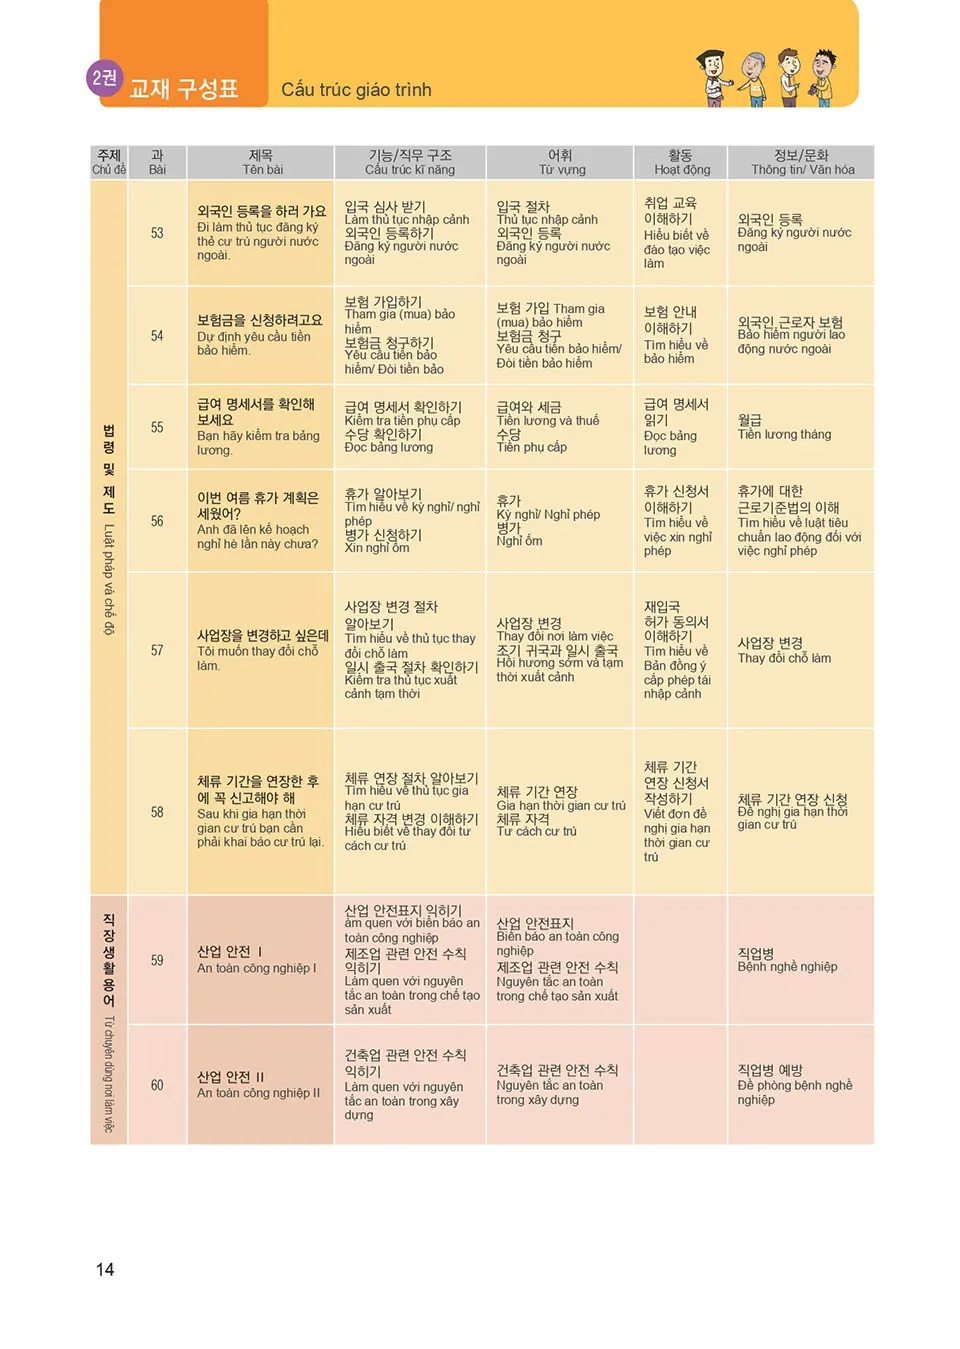 2권
교재 구성표
Cấu trúc giáo trình
주제 과 제목 기능/직무 구조 어휘 활동 정보/문화
Chủ đề Bài Tên bài Cấu trúc kĩ năng Từ vựng Hoạt động Thông tin/ Văn hóa
법령 및 제도 Luật pháp và chế độ
53
외국인 등록을 하러 가요
Đi làm thủ tục đăng ký
thẻ cư trú người nước
ngoài.
입국 심사 받기
Làm thủ tục nhập cảnh
외국인 등록하기
Đăng ký người nước
ngoài
입국 절차
Thủ tục nhập cảnh
외국인 등록
Đăng ký người nước
ngoài
취업 교육
이해하기
Hiểu biết về
đào tạo việc
làm
외국인 등록
Đăng ký người nước
ngoài
54
보험금을 신청하려고요
Dự định yêu cầu tiền
bảo hiểm.
보험 가입하기
Tham gia (mua) bảo
hiểm
보험금 청구하기
Yêu cầu tiền bảo
hiểm/ Đòi tiền bảo
보험 가입 Tham gia
(mua) bảo hiểm
보험금 청구
Yêu cầu tiền bảo hiểm/
Đòi tiền bảo hiểm
보험 안내
이해하기
Tìm hiểu về
bảo hiểm
외국인 근로자 보험
Bảo hiểm người lao
động nước ngoài
55
급여 명세서를 확인해
보세요
Bạn hãy kiểm tra bảng
lương.
급여 명세서 확인하기
Kiểm tra tiền phụ cấp
수당 확인하기
Đọc bảng lương
급여와 세금
Tiền lương và thuế
수당
Tiền phụ cấp
급여 명세서
읽기
Đọc bảng
lương
월급
Tiền lương tháng
56
이번 여름 휴가 계획은
세웠어?
Anh đã lên kế hoạch
nghỉ hè lần này chưa?
휴가 알아보기
Tìm hiểu về kỳ nghỉ/ nghỉ
phép
병가 신청하기
Xin nghỉ ốm
휴가
Kỳ nghỉ/ Nghỉ phép
병가
Nghỉ ốm
휴가 신청서
이해하기
Tìm hiểu về
việc xin nghỉ
phép
휴가에 대한
근로기준법의 이해
Tìm hiểu về luật tiêu
chuẩn lao động đối với
việc nghỉ phép
57
사업장을 변경하고 싶은데
Tôi muốn thay đổi chỗ
làm.
사업장 변경 절차
알아보기
Tìm hiểu về thủ tục thay
đổi chỗ làm
일시 출국 절차 확인하기
Kiểm tra thủ tục xuất
cảnh tạm thời
사업장 변경
Thay đổi nơi làm việc
조기 귀국과 일시 출국
Hồi hương sớm và tạm
thời xuất cảnh
재입국
허가 동의서
이해하기
Tìm hiểu về
Bản đồng ý
cấp phép tái
nhập cảnh
사업장 변경
Thay đổi chỗ làm
58
체류 기간을 연장한 후
에 꼭 신고해야 해
Sau khi gia hạn thời
gian cư trú bạn cần
phải khai báo cư trú lại.
체류 연장 절차 알아보기
Tìm hiểu về thủ tục gia
hạn cư trú
체류 자격 변경 이해하기
Hiểu biết về thay đổi tư
cách cư trú
체류 기간 연장
Gia hạn thời gian cư trú
체류 자격
Tư cách cư trú
체류 기간
연장 신청서
작성하기
Viết đơn đề
nghị gia hạn
thời gian cư
trú
체류 기간 연장 신청
Đề nghị gia hạn thời
gian cư trú
직장생활용어 Từ chuyên dùng nơi làm việc
59
산업 안전 Ⅰ
An toàn công nghiệp I
산업 안전표지 익히기
àm quen với biển báo an
toàn công nghiệp
제조업 관련 안전 수칙
익히기
Làm quen với nguyên
tắc an toàn trong chế tạo
sản xuất
산업 안전표지
Biển báo an toàn công
nghiệp
제조업 관련 안전 수칙
Nguyên tắc an toàn
trong chế tạo sản xuất
직업병
Bệnh nghề nghiệp
60
산업 안전 Ⅱ
An toàn công nghiệp II
건축업 관련 안전 수칙
익히기
Làm quen với nguyên
tắc an toàn trong xây
dựng
건축업 관련 안전 수칙
Nguyên tắc an toàn
trong xây dựng
직업병 예방
Đề phòng bệnh nghề
nghiệp
14